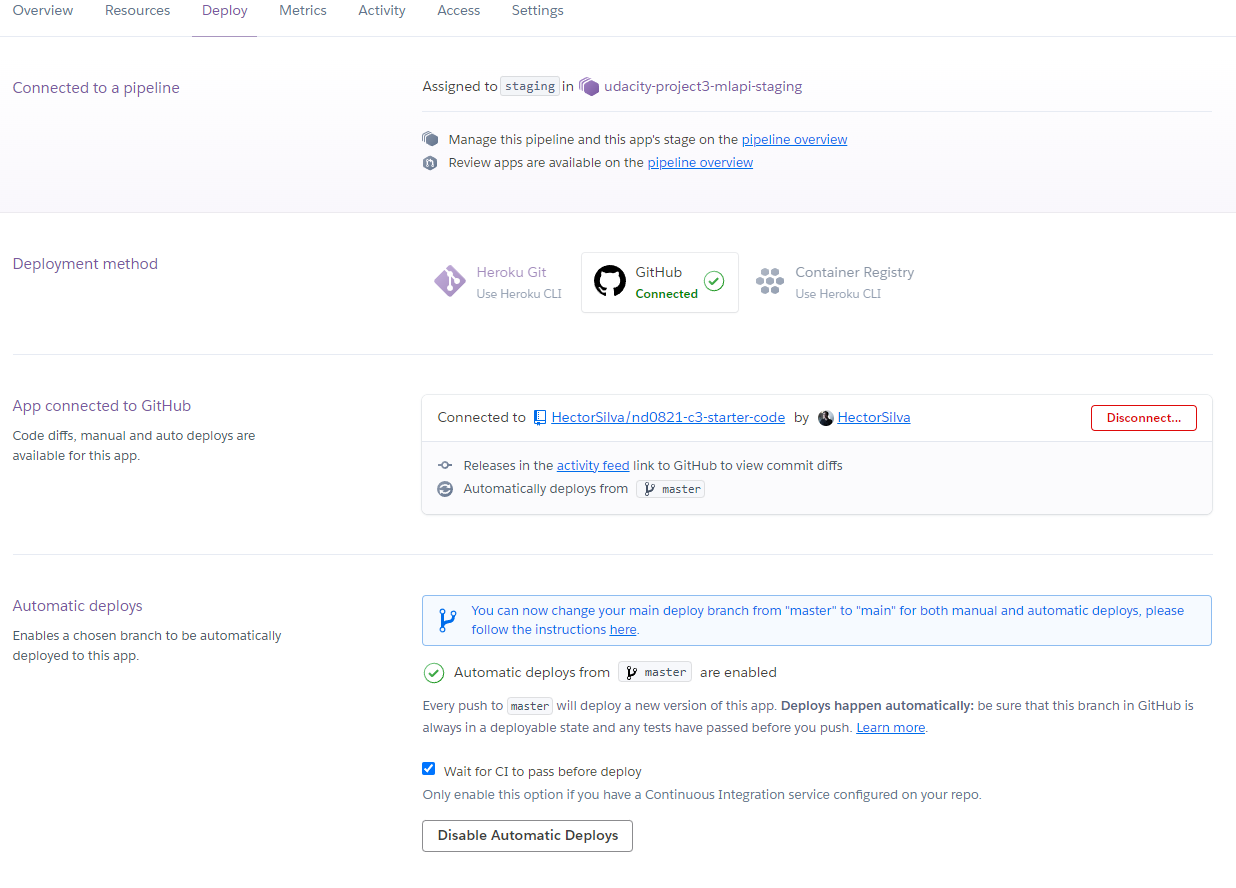 Overview Resources Deploy Metrics Activity Access Settings
Connected to a pipeline
Assigned to staging in udacity-project3-mlapi-staging
Manage this pipeline and this app's stage on the pipeline overview
Review apps are available on the pipeline overview
Deployment method
Heroku Git
Use Heroku CLI
GitHub
Connected
Container Registry
Use Heroku CLI
App connected to GitHub
Code diffs, manual and auto deploys are
available for this app.
Connected to HectorSilva/nd0821-c3-starter-code by HectorSilva
Disconnect...
Releases in the activity feed link to GitHub to view commit diffs
Automatically deploys from master
Automatic deploys
Enables a chosen branch to be automatically
deployed to this app.
You can now change your main deploy branch from "master" to "main" for both manual and automatic deploys, please
follow the instructions here.
Automatic deploys from master are enabled
Every push to master will deploy a new version of this app. Deploys happen automatically: be sure that this branch in GitHub is
always in a deployable state and any tests have passed before you push. Learn more.
Wait for CI to pass before deploy
Only enable this option if you have a Continuous Integration service configured on your repo.
Disable Automatic Deploys